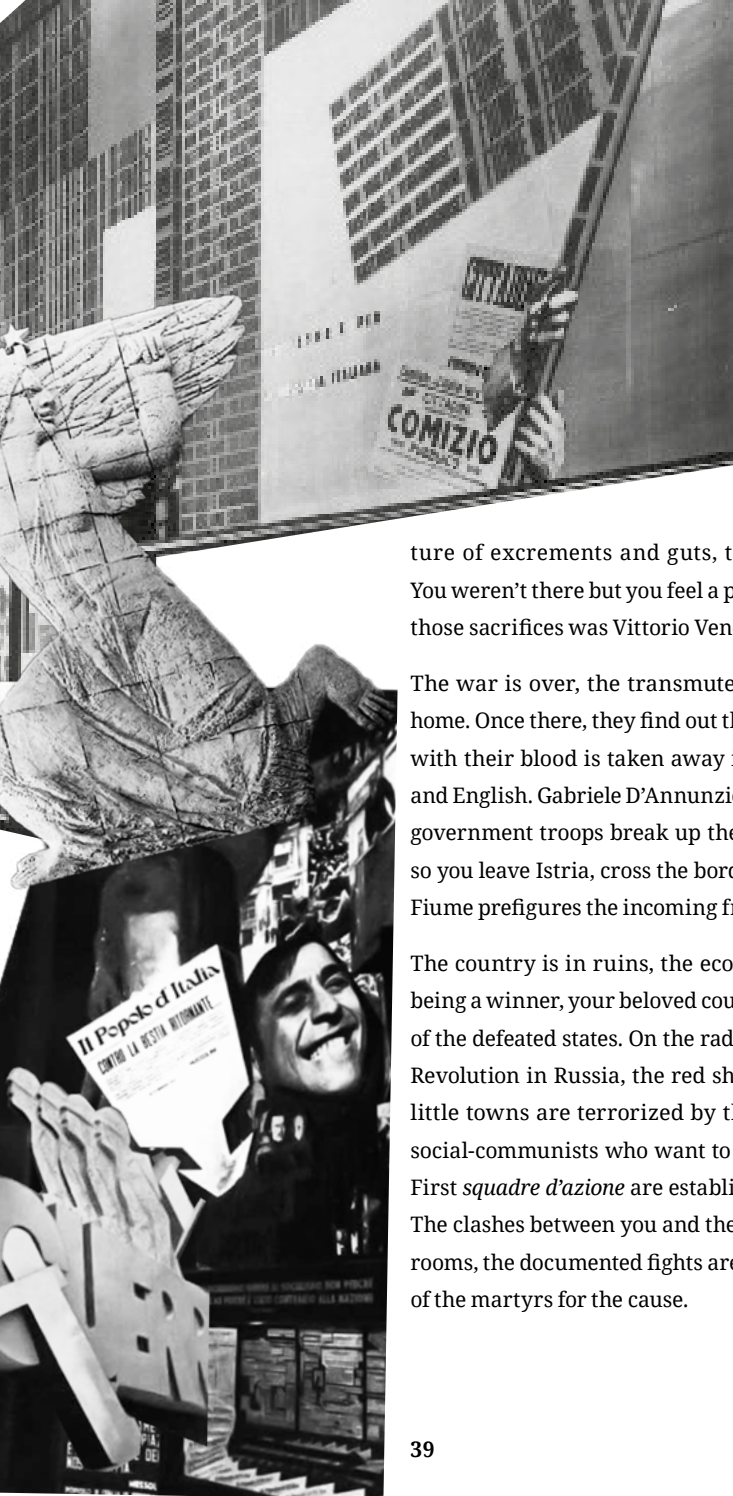 CITTADINI
COMIZIO
PUBBLICO
ITALIANA
ture of excrements and guts, t
You weren’t there but you feel a p
those sacrifices was Vittorio Ven
The war is over, the transmute
home. Once there, they find out th
with their blood is taken away
and English. Gabriele D’Annunzi
government troops break up the
so you leave Istria, cross the bord
Fiume prefigures the incoming fr
The country is in ruins, the eco
being a winner, your beloved cou
of the defeated states. On the rad
Revolution in Russia, the red sh
little towns are terrorized by th
social-communists who want to
First squadre d’azione are establi
The clashes between you and the
rooms, the documented fights are
of the martyrs for the cause.
Il Popolo d'Italia
CONTRO LA BESTIA RITORNANTE...
39